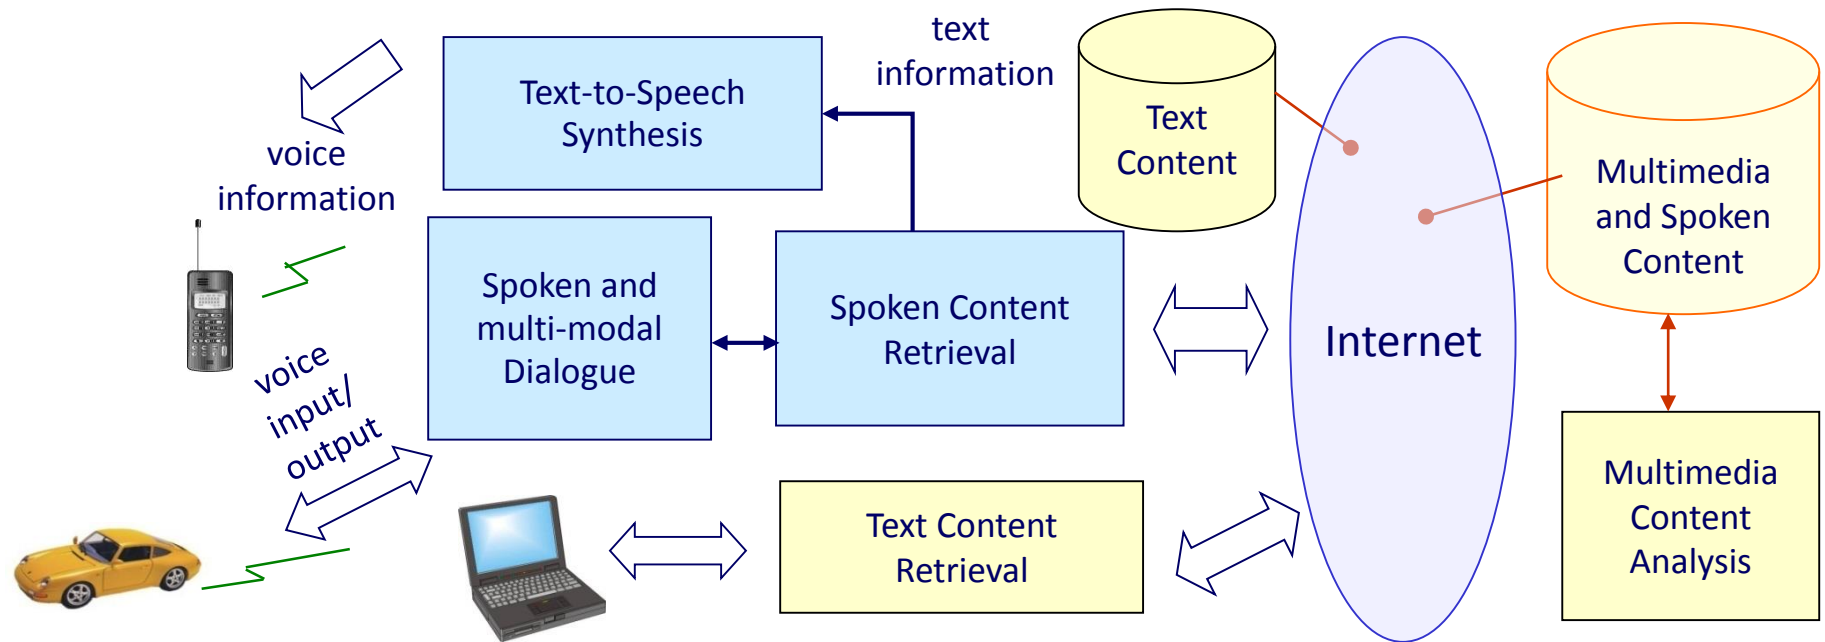 text
information
Text-to-Speech
Synthesis
voice
information
Text
Content
Multimedia
and Spoken
Content
Spoken and
multi-modal
Dialogue
Spoken Content
Retrieval
Internet
voice
input/
output
Text Content
Retrieval
Multimedia
Content
Analysis